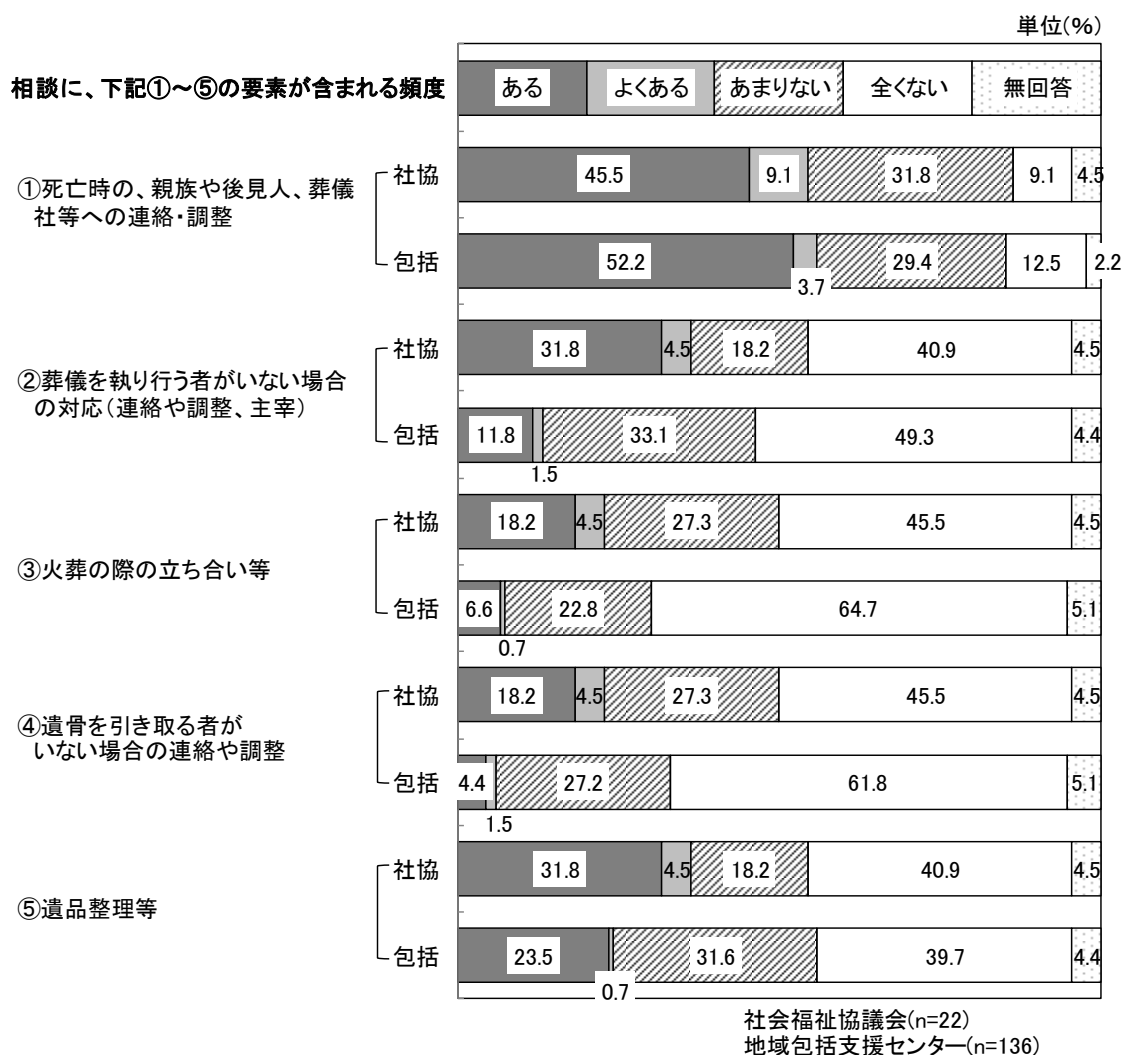 単位(%)
相談に、下記①～⑤の要素が含まれる頻度
ある よくある あまりない 全くない 無回答
①死亡時の、親族や後見人、葬儀
社等への連絡・調整
社協 45.5 9.1 31.8 9.1 4.5
包括 52.2 3.7 29.4 12.5 2.2
②葬儀を執り行う者がいない場合
の対応(連絡や調整、主宰)
社協 31.8 4.5 18.2 40.9 4.5
包括 11.8 1.5 33.1 49.3 4.4
③火葬の際の立ち合い等
社協 18.2 4.5 27.3 45.5 4.5
包括 6.6 0.7 22.8 64.7 5.1
④遺骨を引き取る者が
いない場合の連絡や調整
社協 18.2 4.5 27.3 45.5 4.5
包括 4.4 1.5 27.2 61.8 5.1
⑤遺品整理等
社協 31.8 4.5 18.2 40.9 4.5
包括 23.5 0.7 31.6 39.7 4.4
社会福祉協議会(n=22)
地域包括支援センター(n=136)